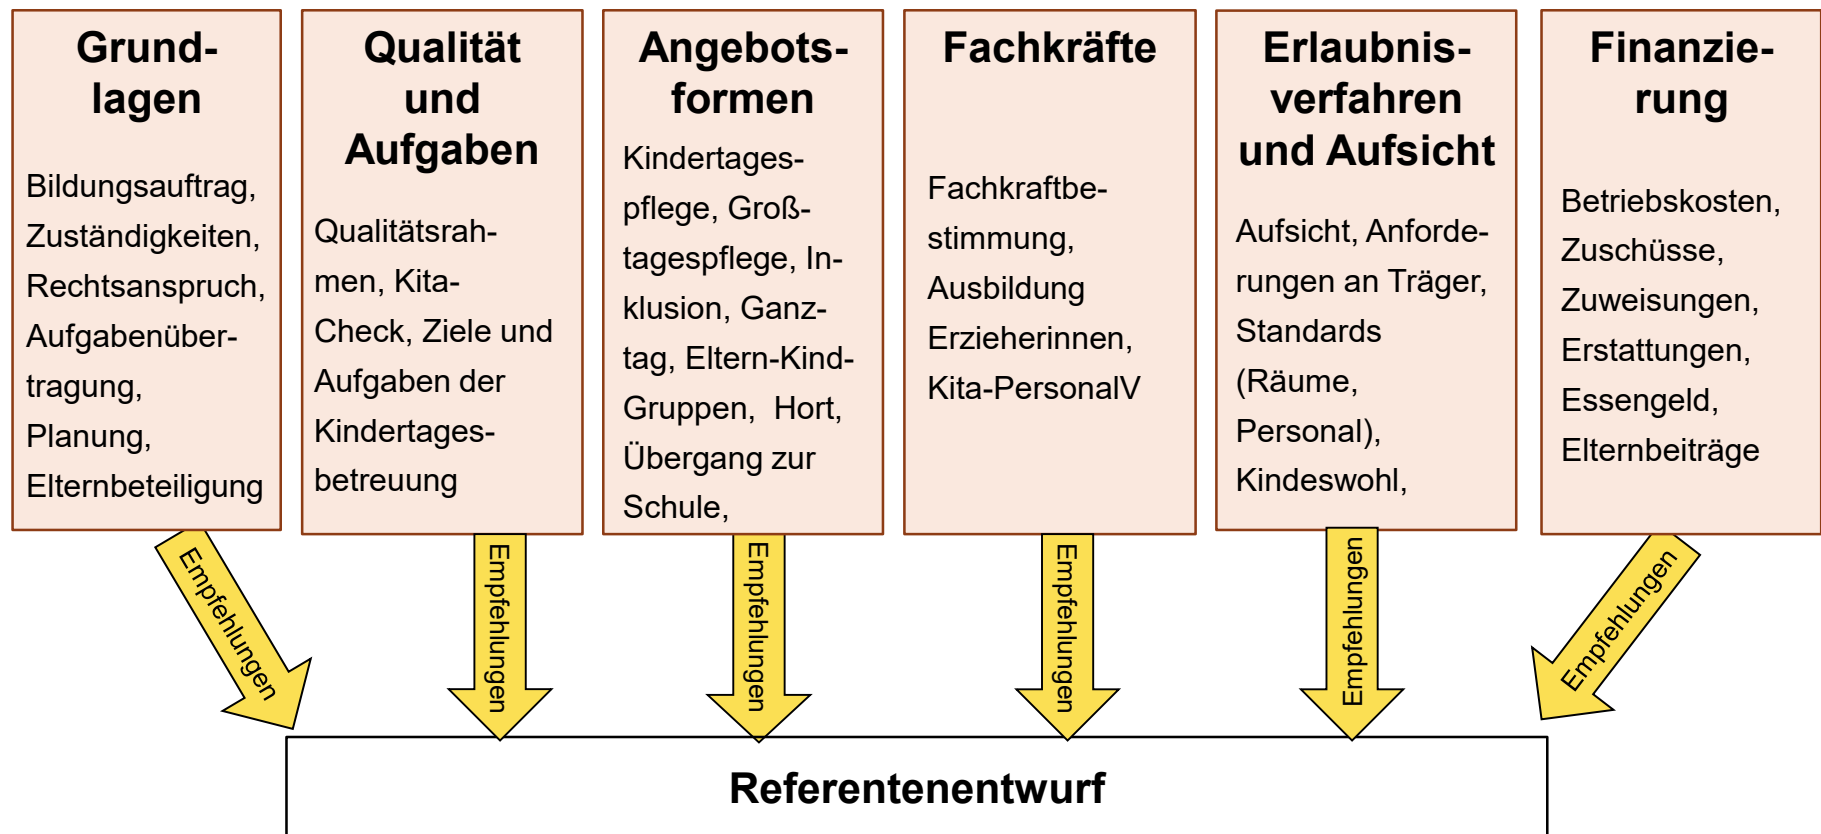 Grund-
lagen
Bildungsauftrag,
Zuständigkeiten,
Rechtsanspruch,
Aufgabenüber-
tragung,
Planung,
Elternbeteiligung
Qualität
und
Aufgaben
Qualitätsrah-
men, Kita-
Check, Ziele und
Aufgaben der
Kindertages-
betreuung
Angebots-
formen
Kindertages-
pflege, Groß-
tagespflege, In-
klusion, Ganz-
tag, Eltern-Kind-
Gruppen, Hort,
Übergang zur
Schule,
Fachkräfte
Fachkraftbe-
stimmung,
Ausbildung
Erzieherinnen,
Kita-PersonalV
Erlaubnis-
verfahren
und Aufsicht
Aufsicht, Anforde-
rungen an Träger,
Standards
(Räume,
Personal),
Kindeswohl,
Finanzie-
rung
Betriebskosten,
Zuschüsse,
Zuweisungen,
Erstattungen,
Essengeld,
Elternbeiträge
Empfehlungen
Empfehlungen
Empfehlungen
Empfehlungen
Empfehlungen
Empfehlungen
Referentenentwurf